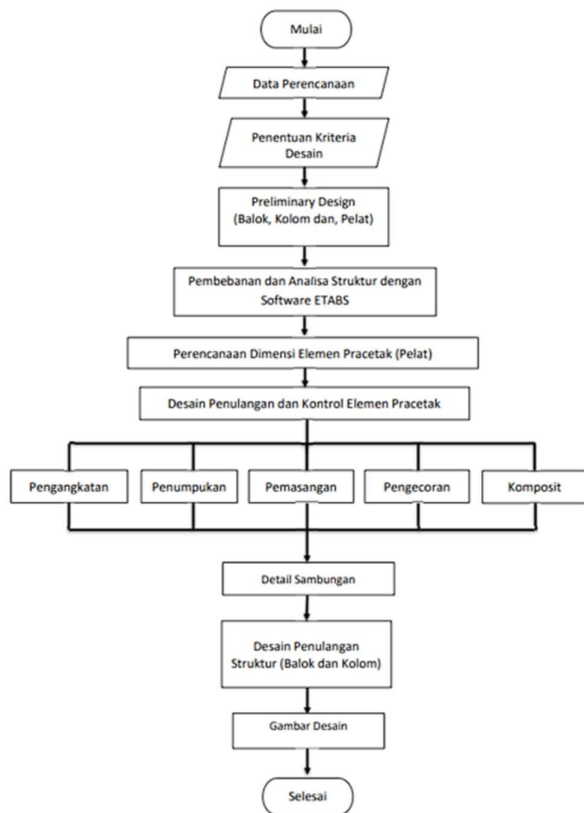 Mulai
Data Perencanaan
Penentuan Kriteria
Desain
Preliminary Design
(Balok, Kolom dan, Pelat)
Pembebanan dan Analisa Struktur dengan
Software ETABS
Perencanaan Dimensi Elemen Pracetak (Pelat)
Desain Penulangan dan Kontrol Elemen Pracetak
Pengangkatan
Penumpukan
Pemasangan
Pengecoran
Komposit
Detail Sambungan
Desain Penulangan
Struktur (Balok dan Kolom)
Gambar Desain
Selesai